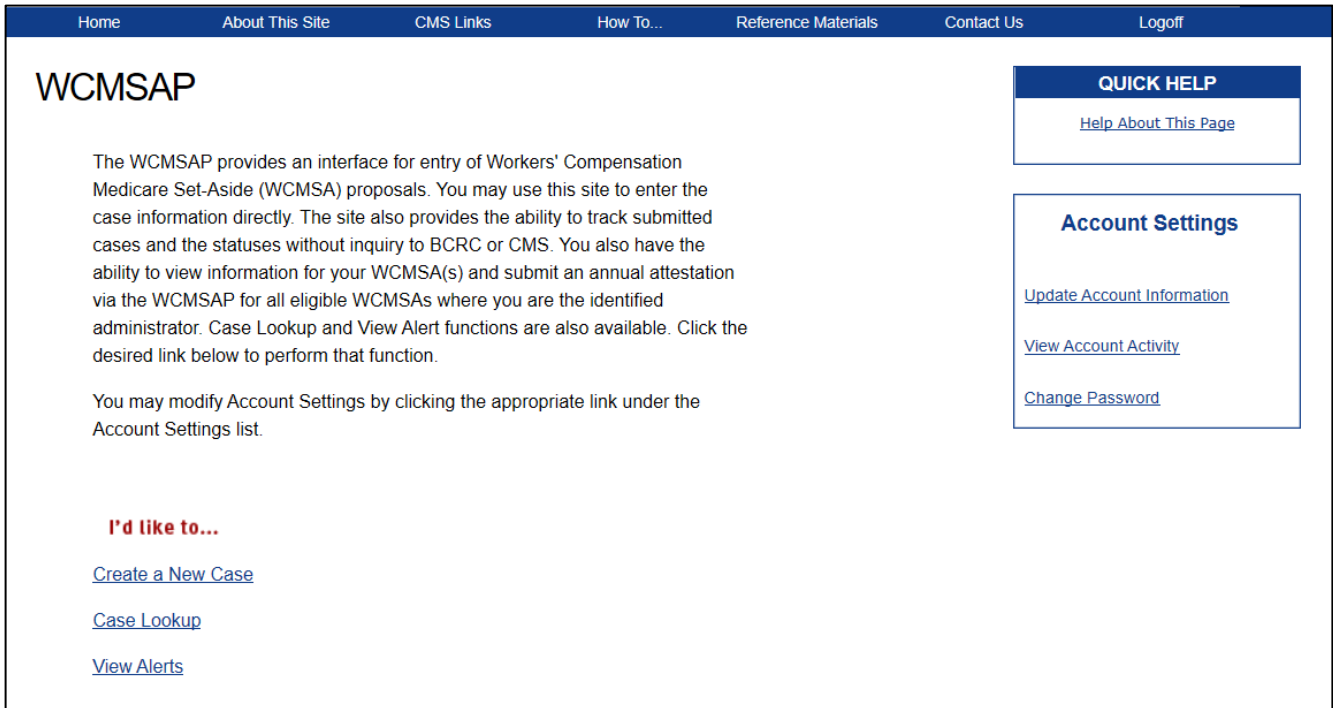 Home About This Site CMS Links How To... Reference Materials Contact Us Logoff
WCMSAP
The WCMSAP provides an interface for entry of Workers' Compensation
Medicare Set-Aside (WCMSA) proposals. You may use this site to enter the
case information directly. The site also provides the ability to track submitted
cases and the statuses without inquiry to BCRC or CMS. You also have the
ability to view information for your WCMSA(s) and submit an annual attestation
via the WCMSAP for all eligible WCMSAs where you are the identified
administrator. Case Lookup and View Alert functions are also available. Click the
desired link below to perform that function.
You may modify Account Settings by clicking the appropriate link under the
Account Settings list.
I'd like to...
Create a New Case
Case Lookup
View Alerts
QUICK HELP
Help About This Page
Account Settings
Update Account Information
View Account Activity
Change Password